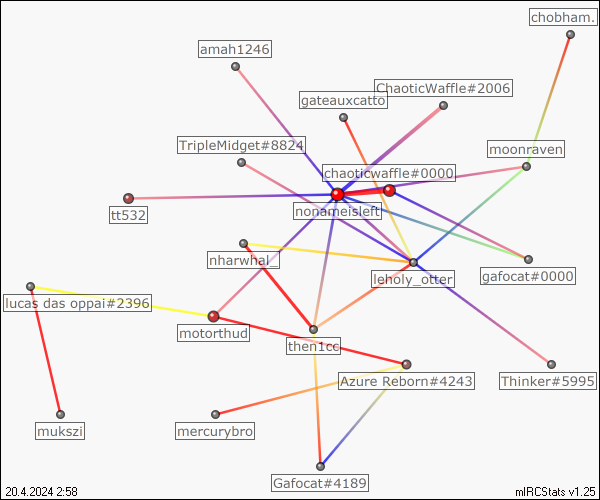 chobham.
amah1246
ChaoticWaffle#2006
gateauxcatto
TripleMidget#8824
moonraven
chaoticwaffle#0000
nonameisleft
tt532
nharwhal_
leholy_otter
gafocat#0000
lucas das oppai#2396
motorthud
then1cc
Azure Reborn#4243
Thinker#5995
mukszi
mercurybro
Gafocat#4189
20.4.2024 2:58
mIRCStats v1.25